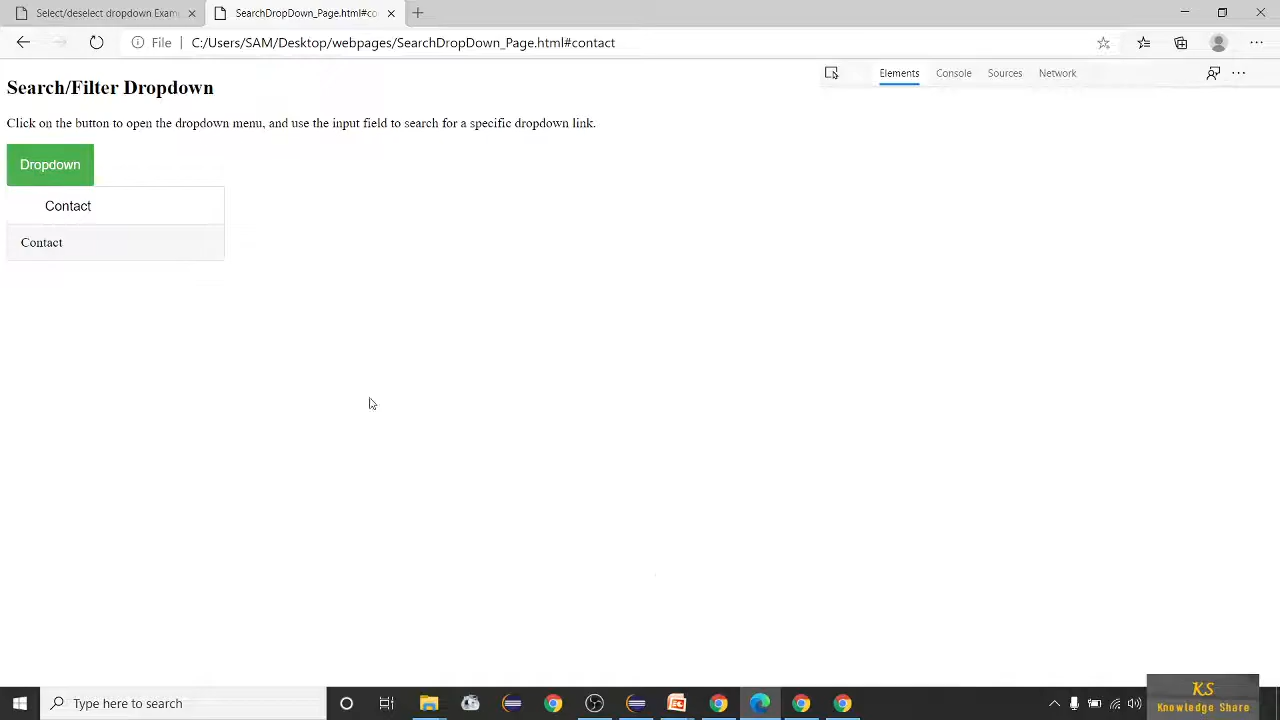 Select/deselect dropdown Examp
SearchDropDown_Page.html#co
File
C:/Users/SAM/Desktop/webpages/SearchDropDown_Page.html#contact
Elements
Console
Sources
Network
Search/Filter Dropdown
Click on the button to open the dropdown menu, and use the input field to search for a specific dropdown link.
Dropdown
Contact
Contact
Type here to search
KS
Knowledge Share